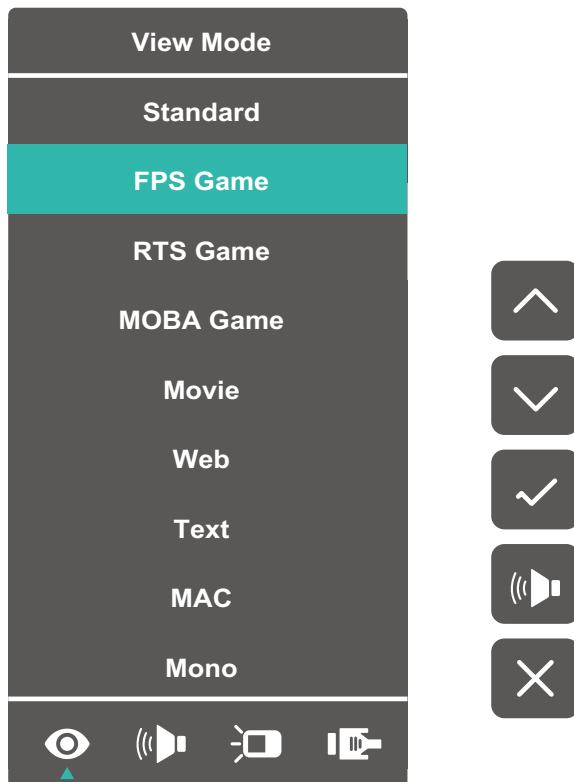 View Mode
Standard
FPS Game
RTS Game
MOBA Game
Movie
Web
Text
MAC
Mono